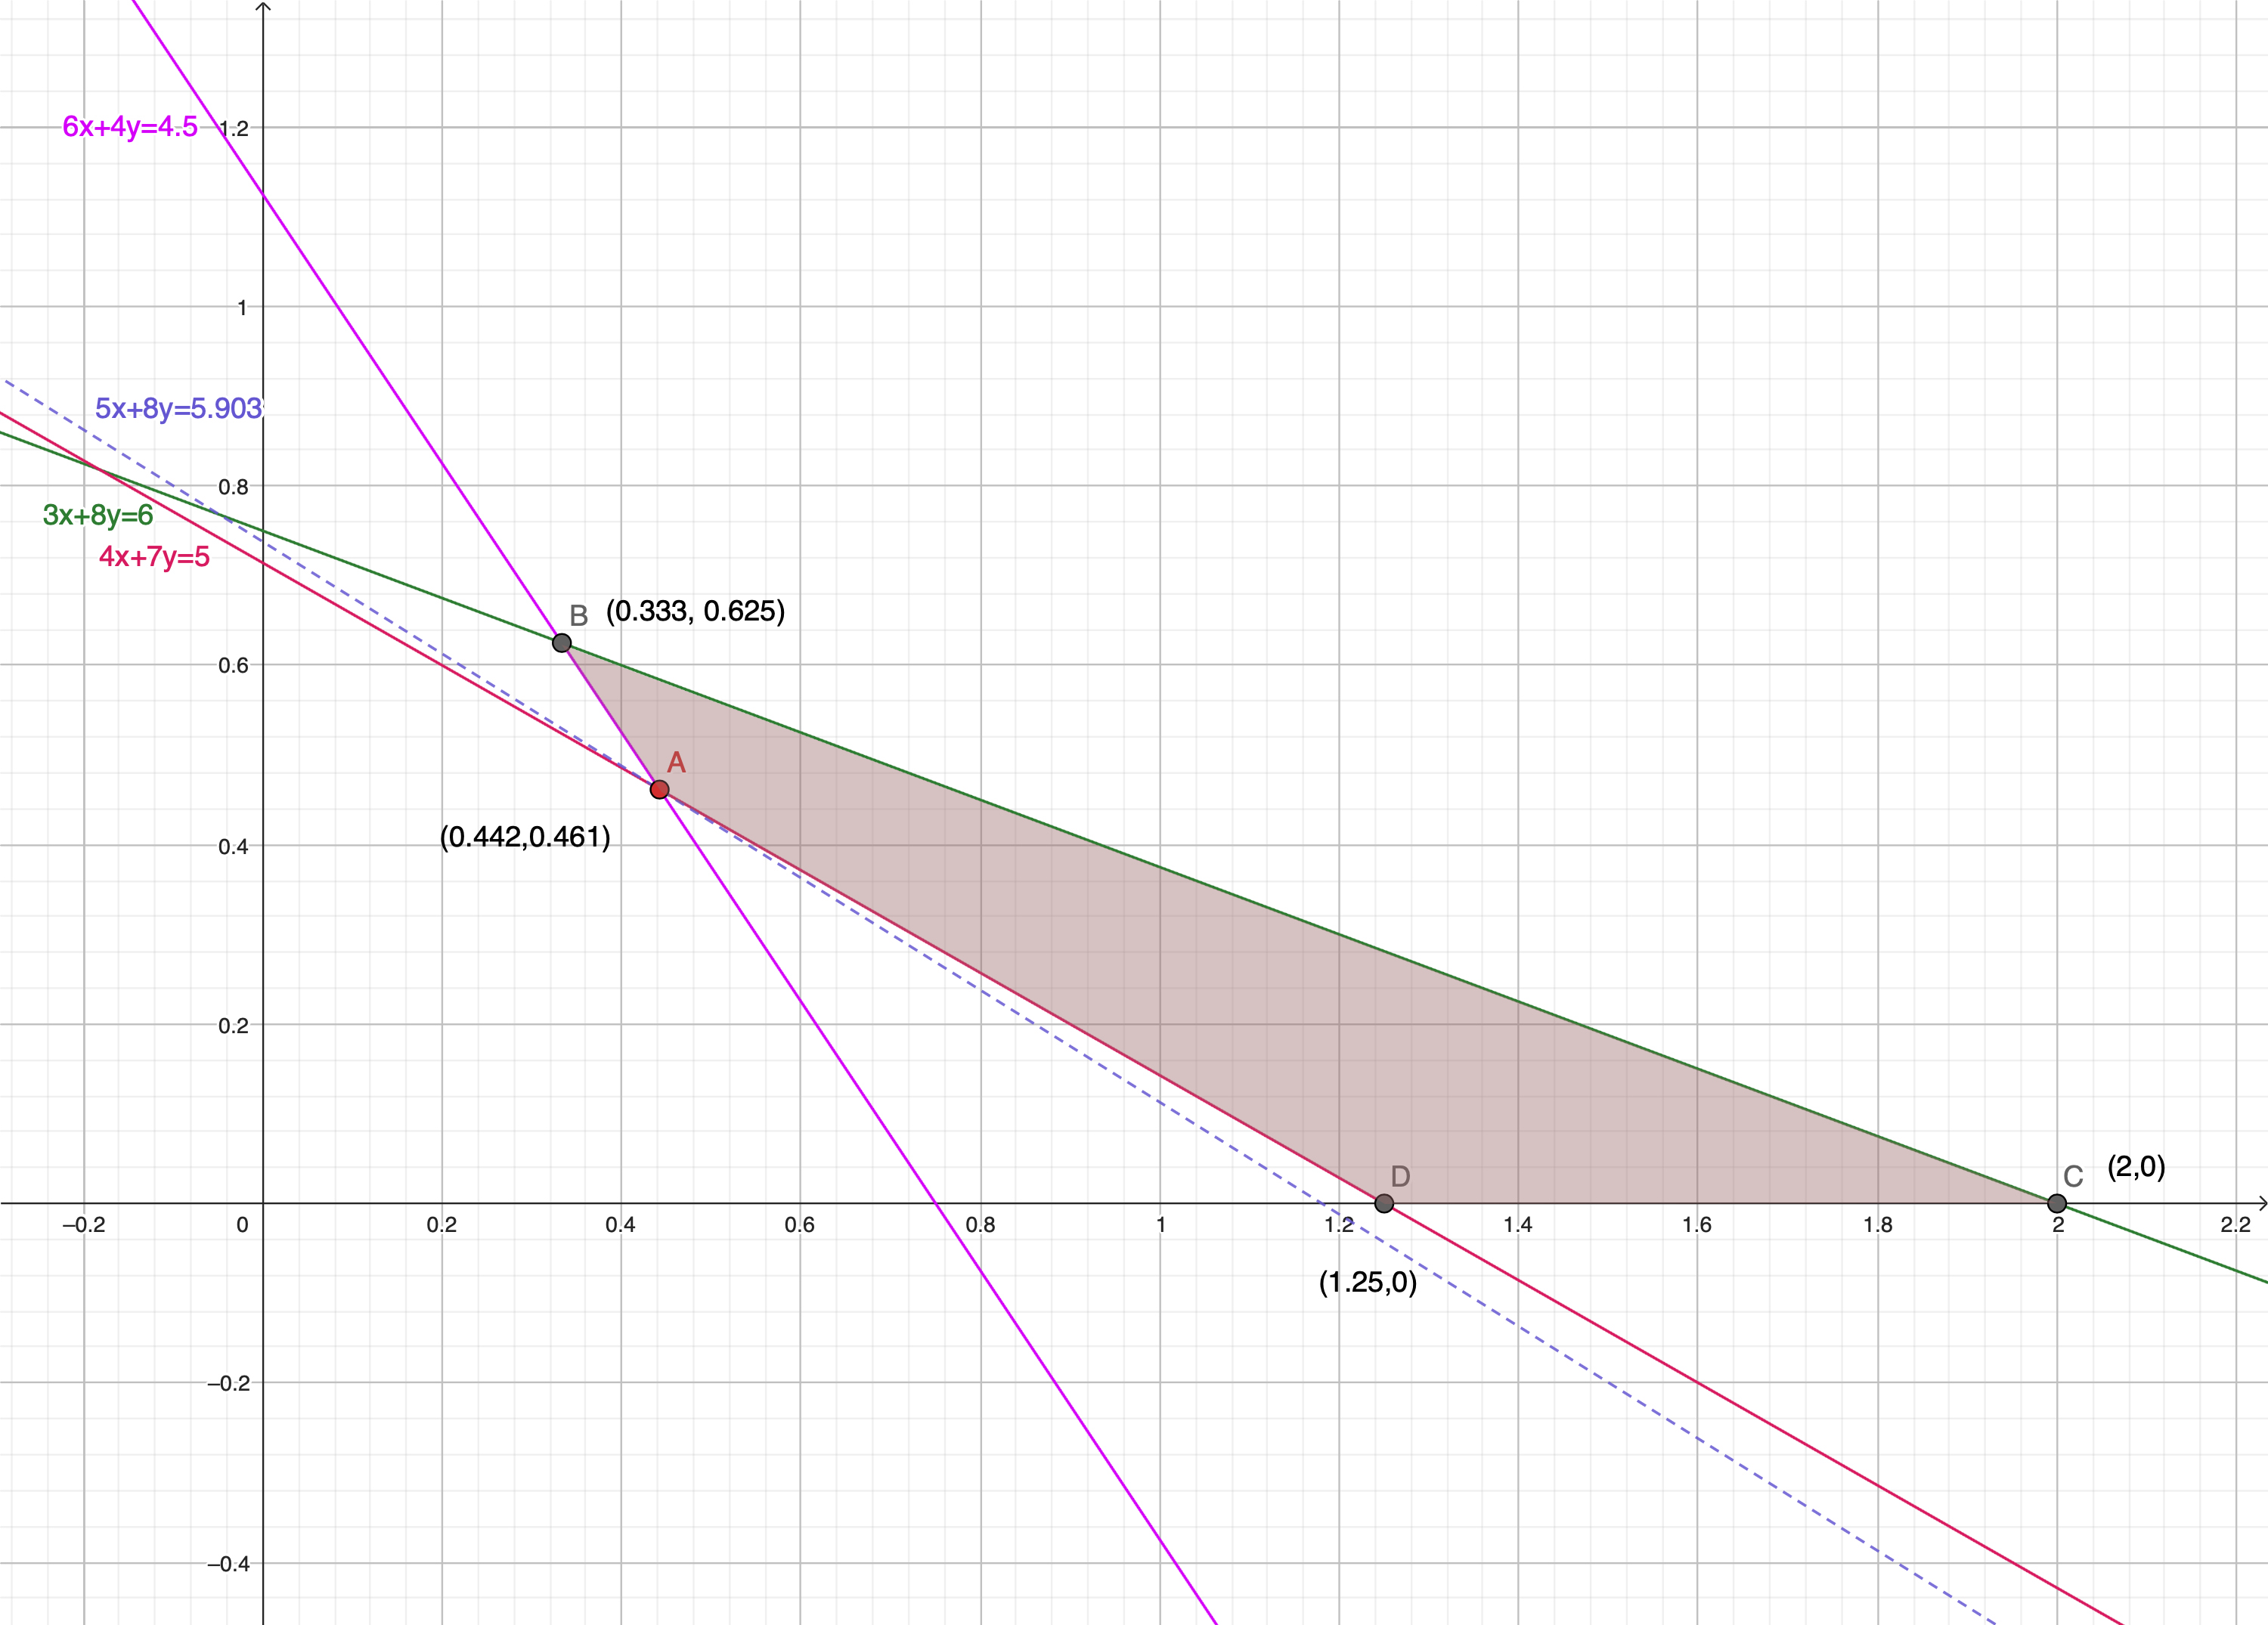 6x+4y=4.5
1.2
1
5x+8y=5.903
0.8
3x+8y=6
4x+7y=5
B (0.333, 0.625)
0.6
A
(0.442,0.461)
0.4
0.2
D
C (2,0)
–0.2 0 0.2 0.4 0.6 0.8 1 1.2 1.4 1.6 1.8 2 2.2
(1.25,0)
–0.2
–0.4